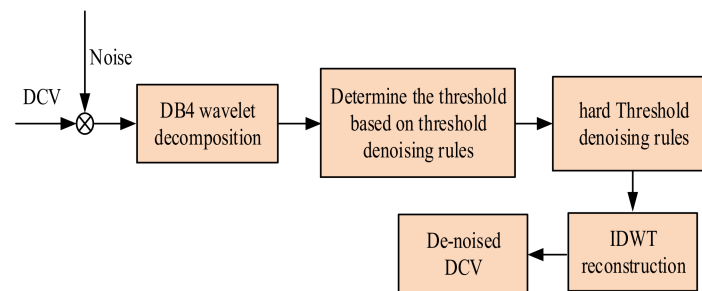 Noise
DCV
DB4 wavelet
decomposition
Determine the threshold
based on threshold
denoising rules
hard Threshold
denoising rules
IDWT
reconstruction
De-noised
DCV